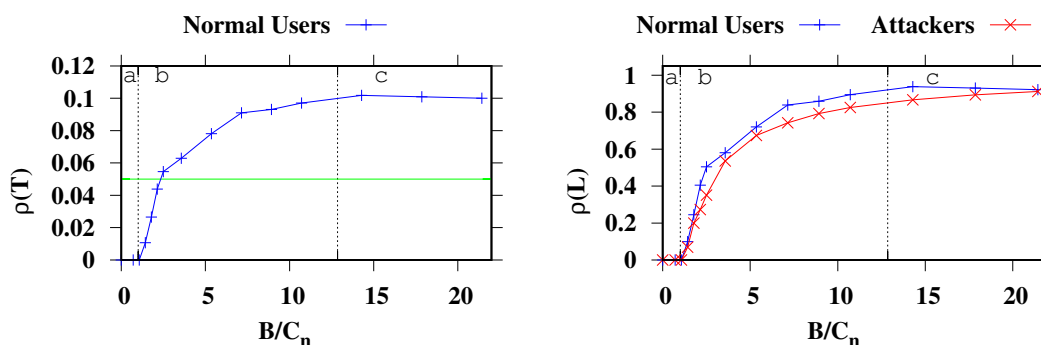 Normal Users
0.12
0.1
0.08
0.06
0.04
0.02
0
ρ(T)
a b c
0 5 10 15 20
B/Cₙ
Normal Users Attackers
1
0.8
0.6
0.4
0.2
0
ρ(L)
a b c
0 5 10 15 20
B/Cₙ